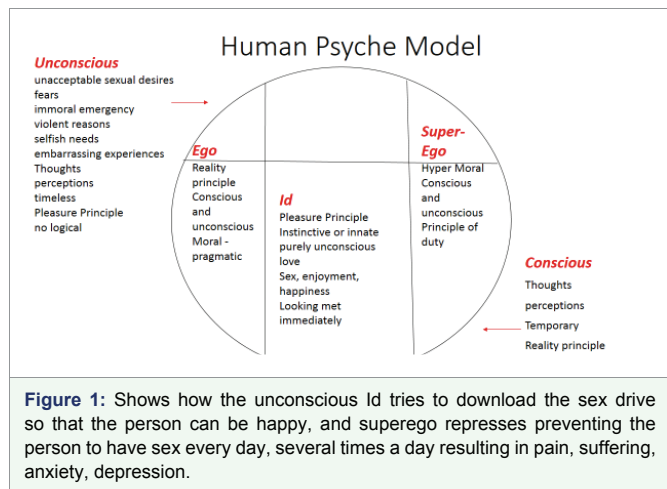 Human Psyche Model
Unconscious
unacceptable sexual desires
fears
immoral emergency
violent reasons
selfish needs
embarrassing experiences
Thoughts
perceptions
timeless
Pleasure Principle
no logical
Ego
Reality
principle
Conscious
and
unconscious
Moral -
pragmatic
Id
Pleasure Principle
Instinctive or innate
purely unconscious
love
Sex, enjoyment,
happiness
Looking met
immediately
Super-
Ego
Hyper Moral
Conscious
and
unconscious
Principle of
duty
Conscious
Thoughts
perceptions
Temporary
Reality principle
Figure 1: Shows how the unconscious Id tries to download the sex drive
so that the person can be happy, and superego represses preventing the
person to have sex every day, several times a day resulting in pain, suffering,
anxiety, depression.